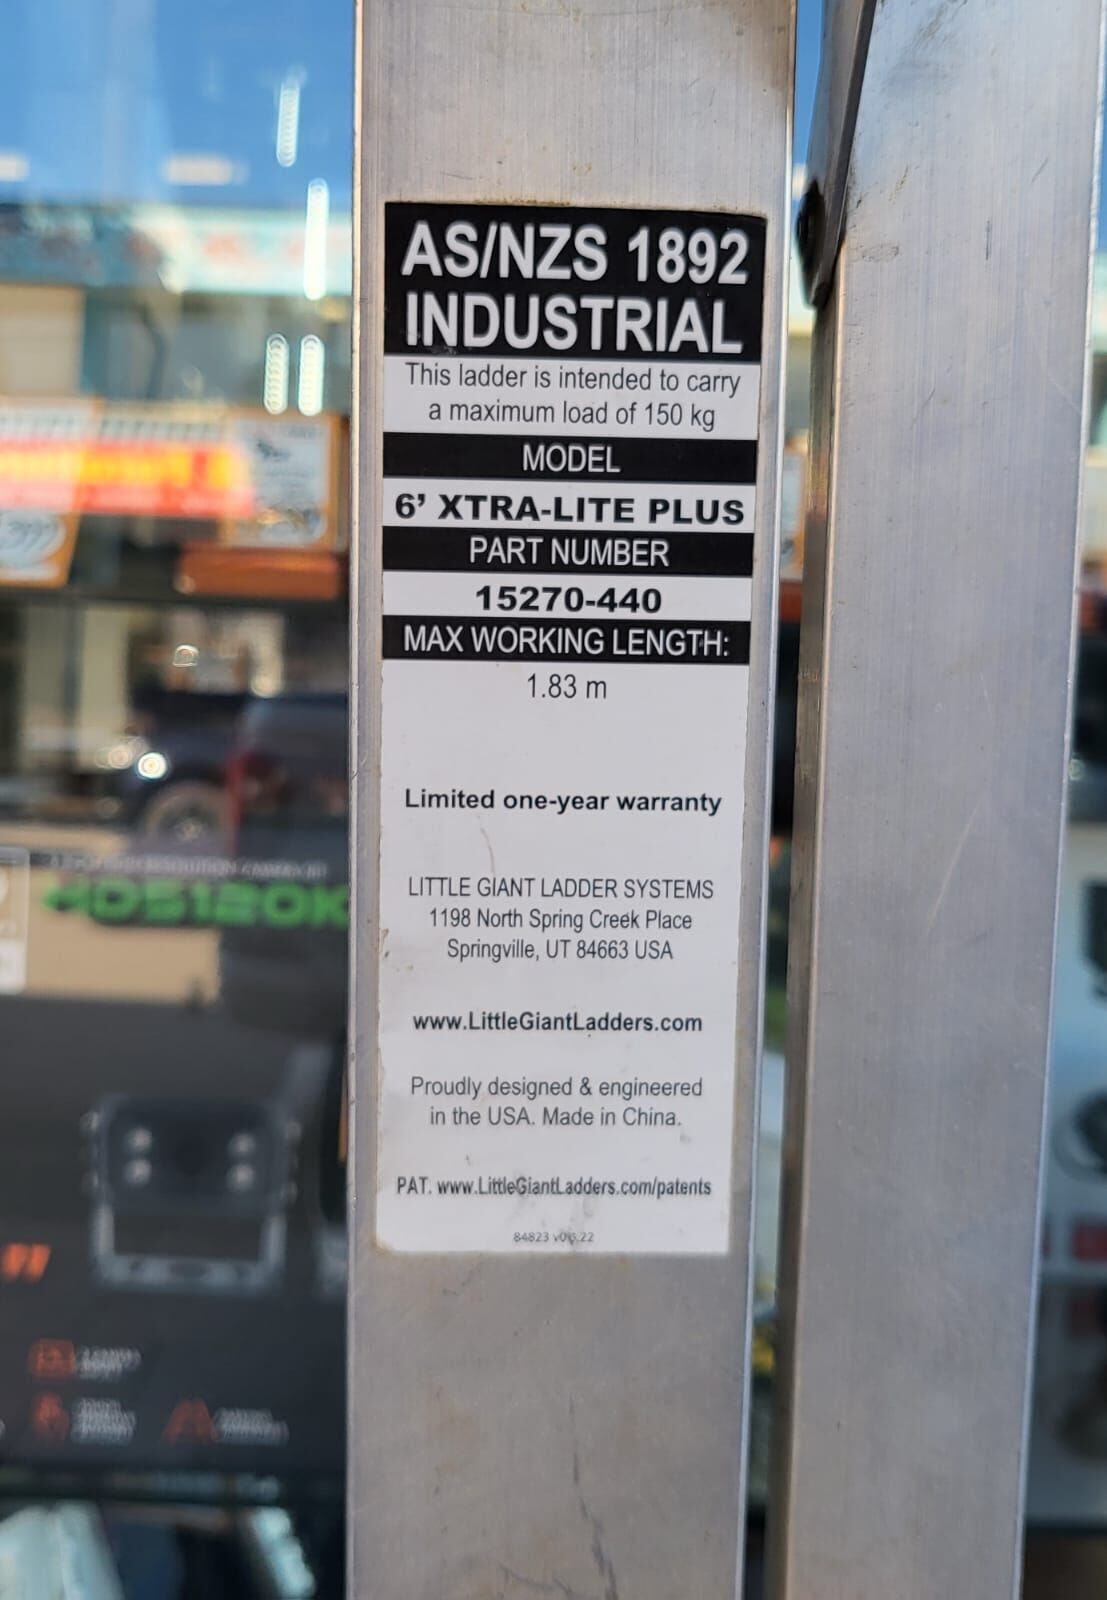 AS/NZS 1892
INDUSTRIAL
This ladder is intended to carry
a maximum load of 150 kg
MODEL
6' XTRA-LITE PLUS
PART NUMBER
15270-440
MAX WORKING LENGTH:
1.83 m
Limited one-year warranty
LITTLE GIANT LADDER SYSTEMS
1198 North Spring Creek Place
Springville, UT 84663 USA
www.LittleGiantLadders.com
Proudly designed & engineered
in the USA. Made in China.
PAT. www.LittleGiantLadders.com/patents
84823